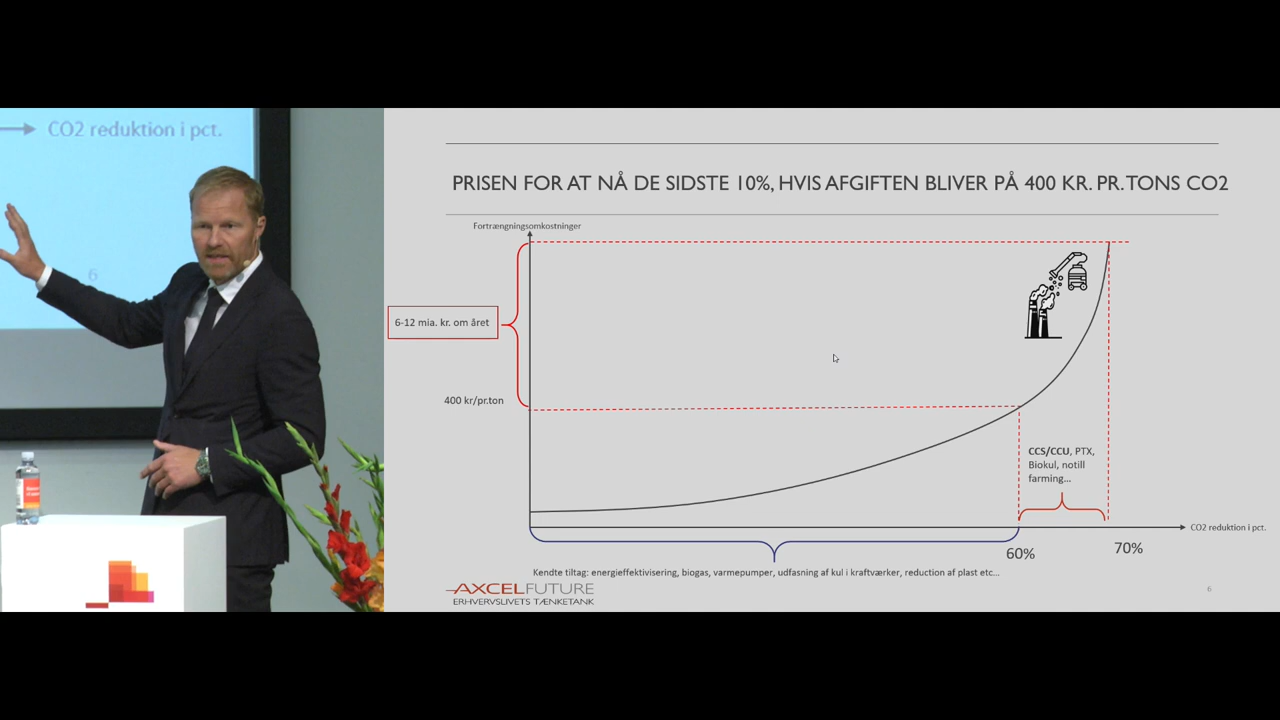 CO2 reduktion i pct.
6
PRISEN FOR AT NÅ DE SIDSTE 10%, HVIS AFGIFTEN BLIVER PÅ 400 KR. PR. TONS CO2
Fortrængningsomkostninger
6-12 mia. kr. om året
400 kr/pr.ton
CCS/CCU, PTX,
Biokul, notill
farming...
CO2 reduktion i pct.
60%
70%
Kendte tiltag: energieffektivisering, biogas, varmepumper, udfasning af kul i kraftværker, reduction af plast etc...
AXCELFUTURE
ERHVERVSLIVETS TÆNKETANK
6